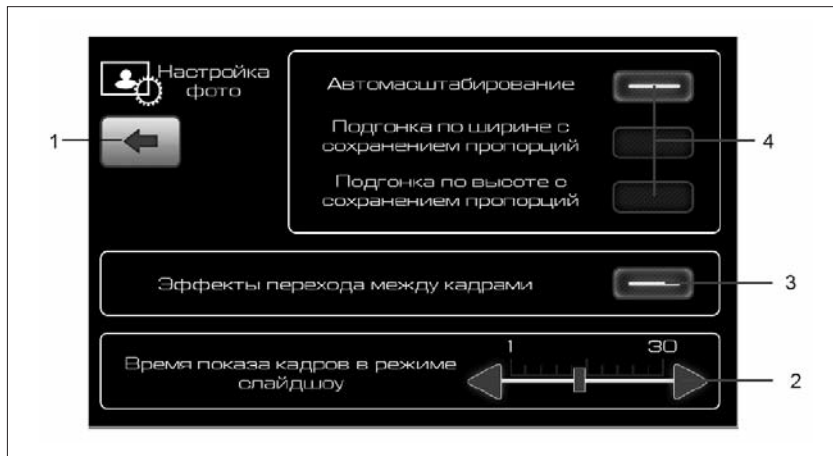 Настройка
фото
Автомасштабирование
1
Подгонка по ширине с
сохранением пропорций
4
Подгонка по высоте с
сохранением пропорций
Эффекты перехода между кадрами
3
1 30
Время показа кадров в режиме
слайдшоу
2